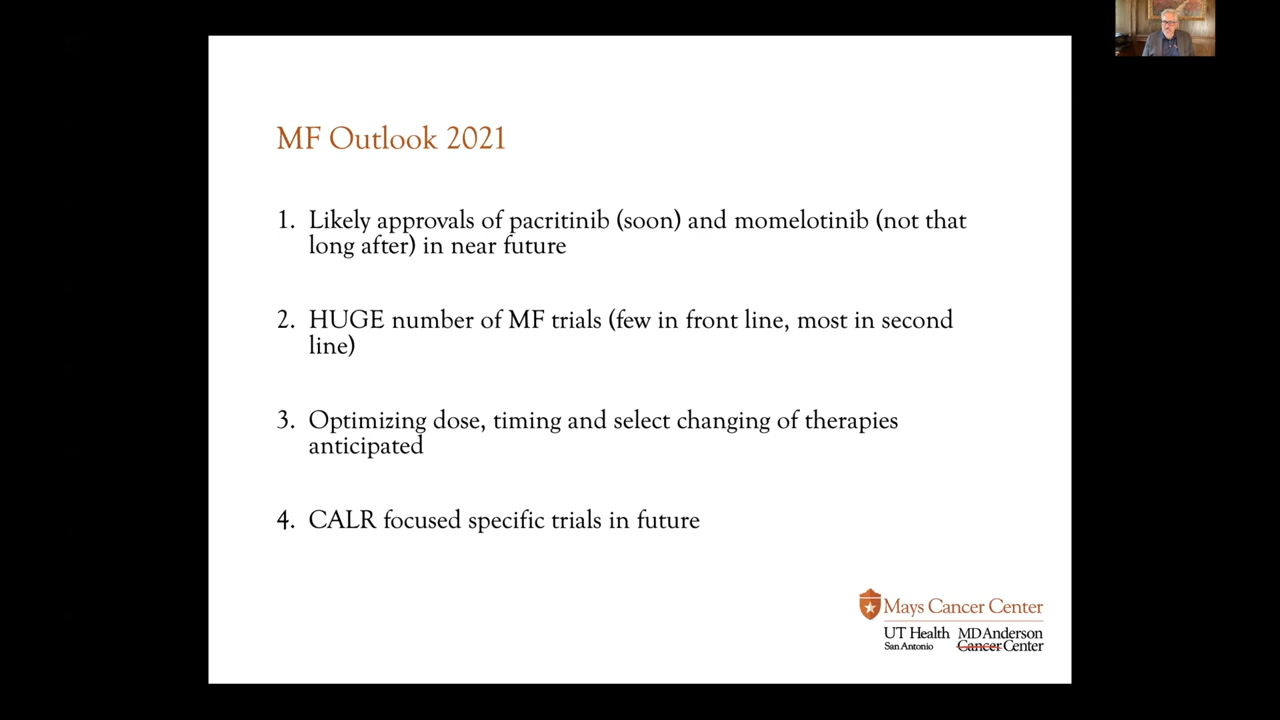 MF Outlook 2021
1. Likely approvals of pacritinib (soon) and momelotinib (not that
long after) in near future
2. HUGE number of MF trials (few in front line, most in second
line)
3. Optimizing dose, timing and select changing of therapies
anticipated
4. CALR focused specific trials in future
Mays Cancer Center
UT Health MD Anderson
San Antonio Cancer Center